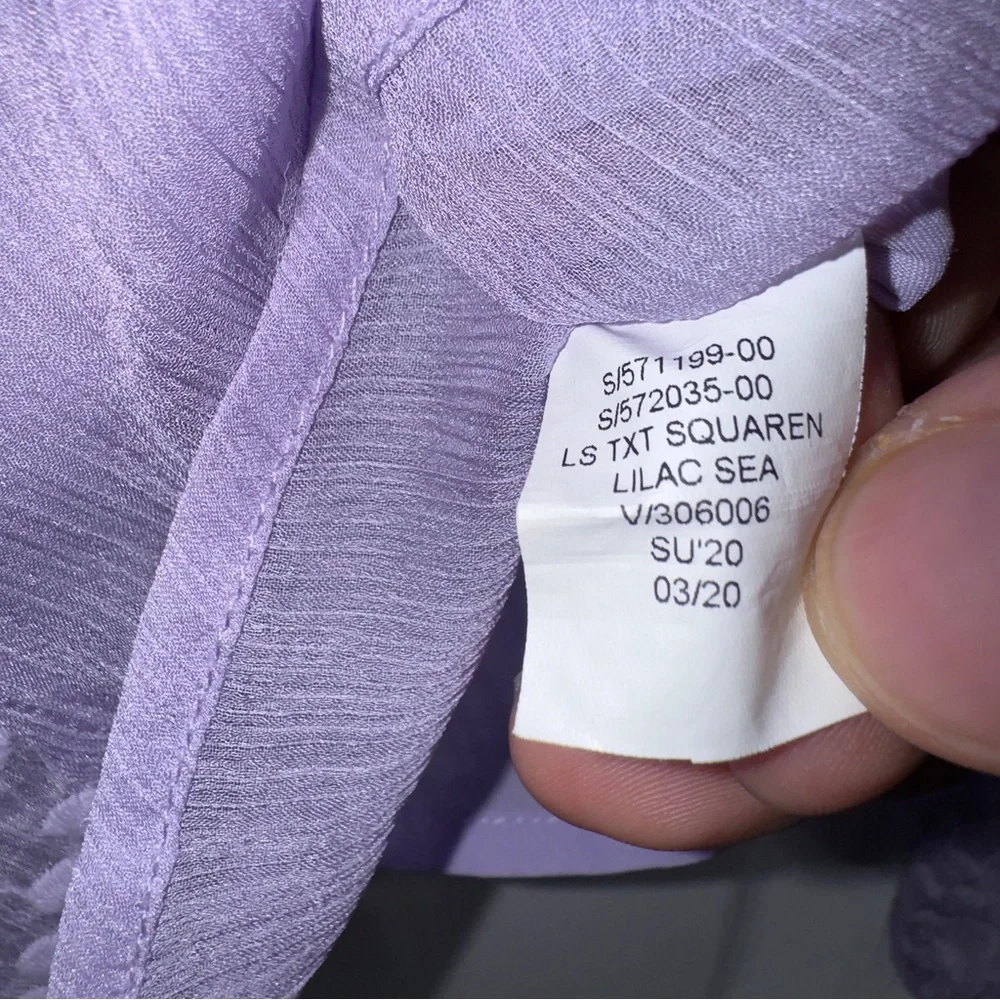 S/571199-00
S/572035-00
LS TXT SQUAREN
LILAC SEA
V/306006
SU'20
03/20